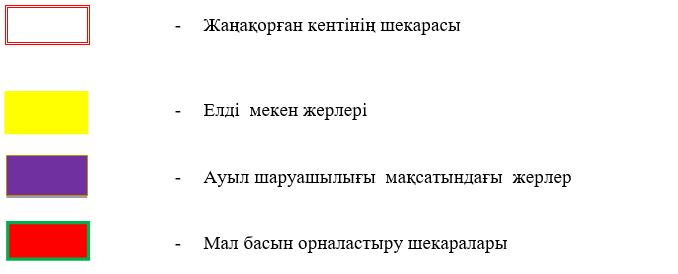 - Жаңақорған кентінің шекарасы
- Елді мекен жерлері
- Ауыл шаруашылығы мақсатындағы жерлер
- Мал басын орналастыру шекаралары